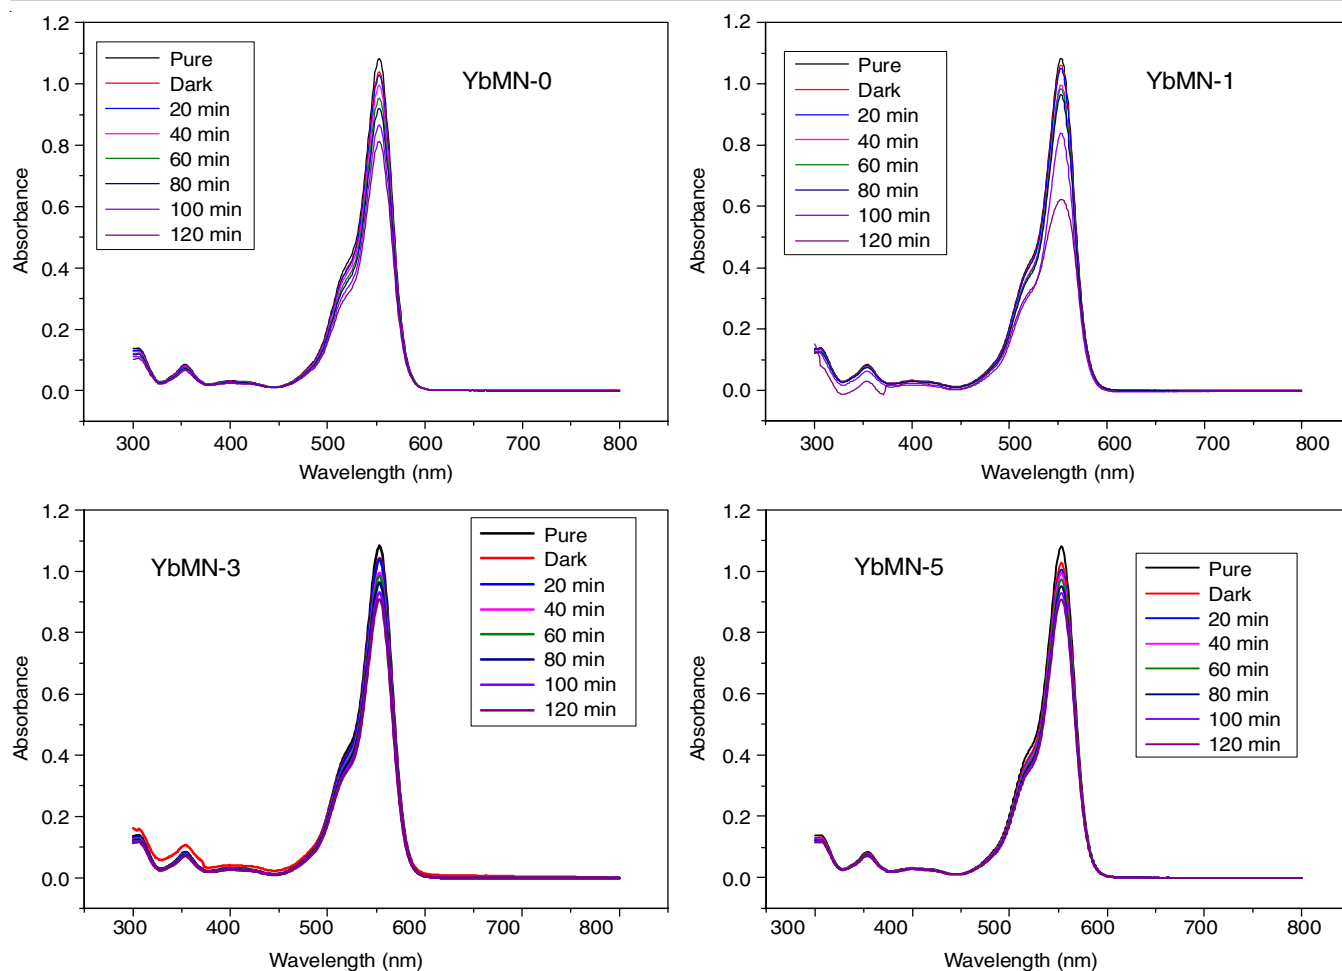 YbMN-0
Pure
Dark
20 min
40 min
60 min
80 min
100 min
120 min
1.2
1.0
0.8
0.6
0.4
0.2
0.0
Absorbance
300 400 500 600 700 800
Wavelength (nm)
YbMN-1
Pure
Dark
20 min
40 min
60 min
80 min
100 min
120 min
1.2
1.0
0.8
0.6
0.4
0.2
0.0
Absorbance
300 400 500 600 700 800
Wavelength (nm)
YbMN-3
Pure
Dark
20 min
40 min
60 min
80 min
100 min
120 min
1.2
1.0
0.8
0.6
0.4
0.2
0.0
Absorbance
300 400 500 600 700 800
Wavelength (nm)
YbMN-5
Pure
Dark
20 min
40 min
60 min
80 min
100 min
120 min
1.2
1.0
0.8
0.6
0.4
0.2
0.0
Absorbance
300 400 500 600 700 800
Wavelength (nm)